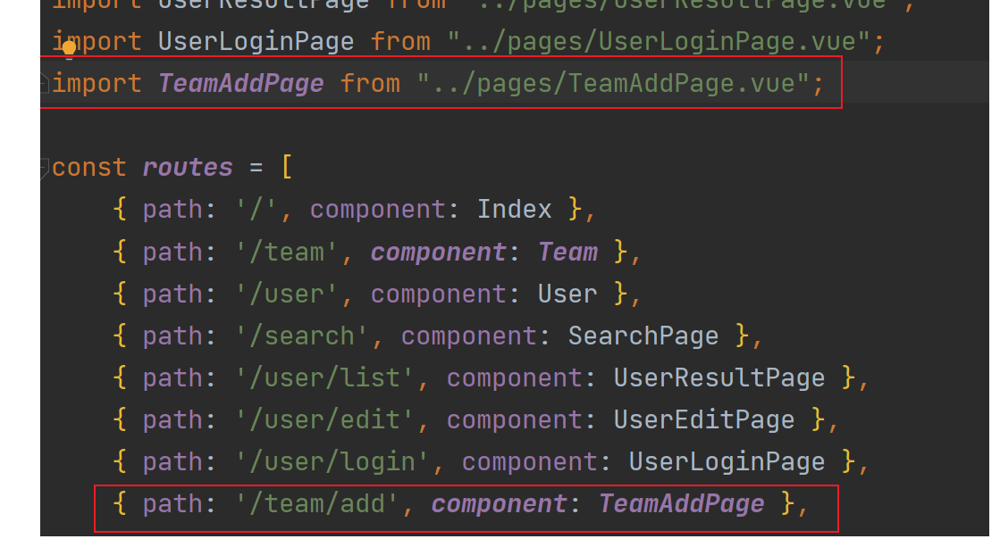 import UserResultPage from "../pages/UserResultPage.vue";
import UserLoginPage from "../pages/UserLoginPage.vue";
import TeamAddPage from "../pages/TeamAddPage.vue";
const routes = [
{ path: '/', component: Index },
{ path: '/team', component: Team },
{ path: '/user', component: User },
{ path: '/search', component: SearchPage },
{ path: '/user/list', component: UserResultPage },
{ path: '/user/edit', component: UserEditPage },
{ path: '/user/login', component: UserLoginPage },
{ path: '/team/add', component: TeamAddPage },